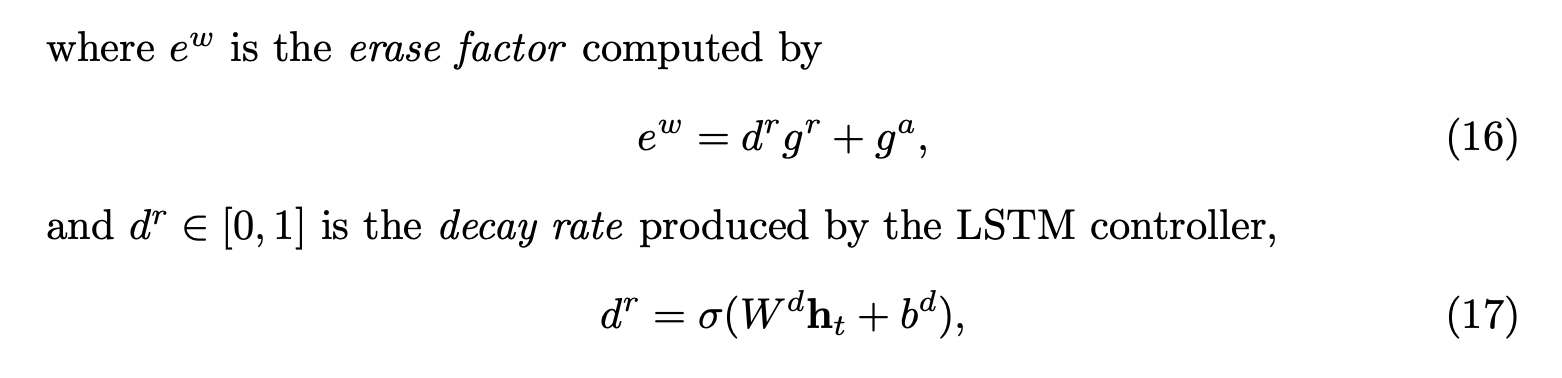 where e^w is the erase factor computed by
e^w = d^r g^r + g^a, (16)
and d^r ∈ [0, 1] is the decay rate produced by the LSTM controller,
d^r = σ(W^d h_t + b^d), (17)